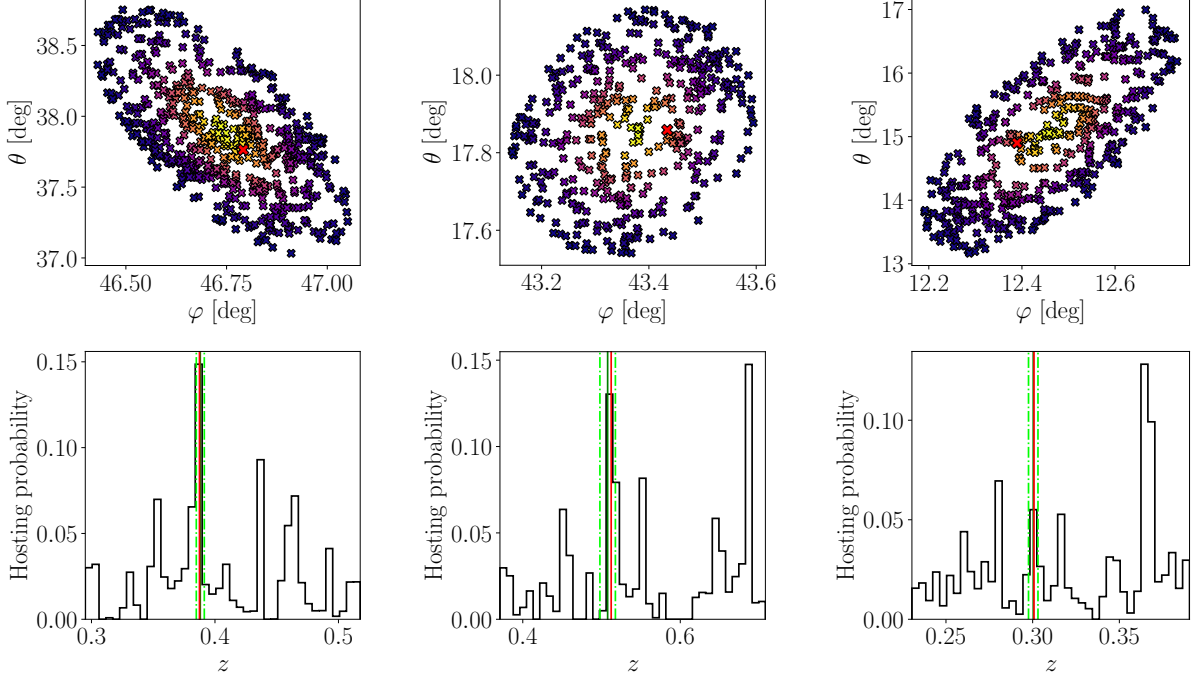 38.5
38.0
37.5
37.0
θ [deg]
46.50 46.75 47.00
φ [deg]
18.0
17.8
17.6
θ [deg]
43.2 43.4 43.6
φ [deg]
17
16
15
14
13
θ [deg]
12.2 12.4 12.6
φ [deg]
0.15
0.10
0.05
0.00
Hosting probability
0.3 0.4 0.5
z
0.15
0.10
0.05
0.00
Hosting probability
0.4 0.6
z
0.10
0.05
0.00
Hosting probability
0.25 0.30 0.35
z